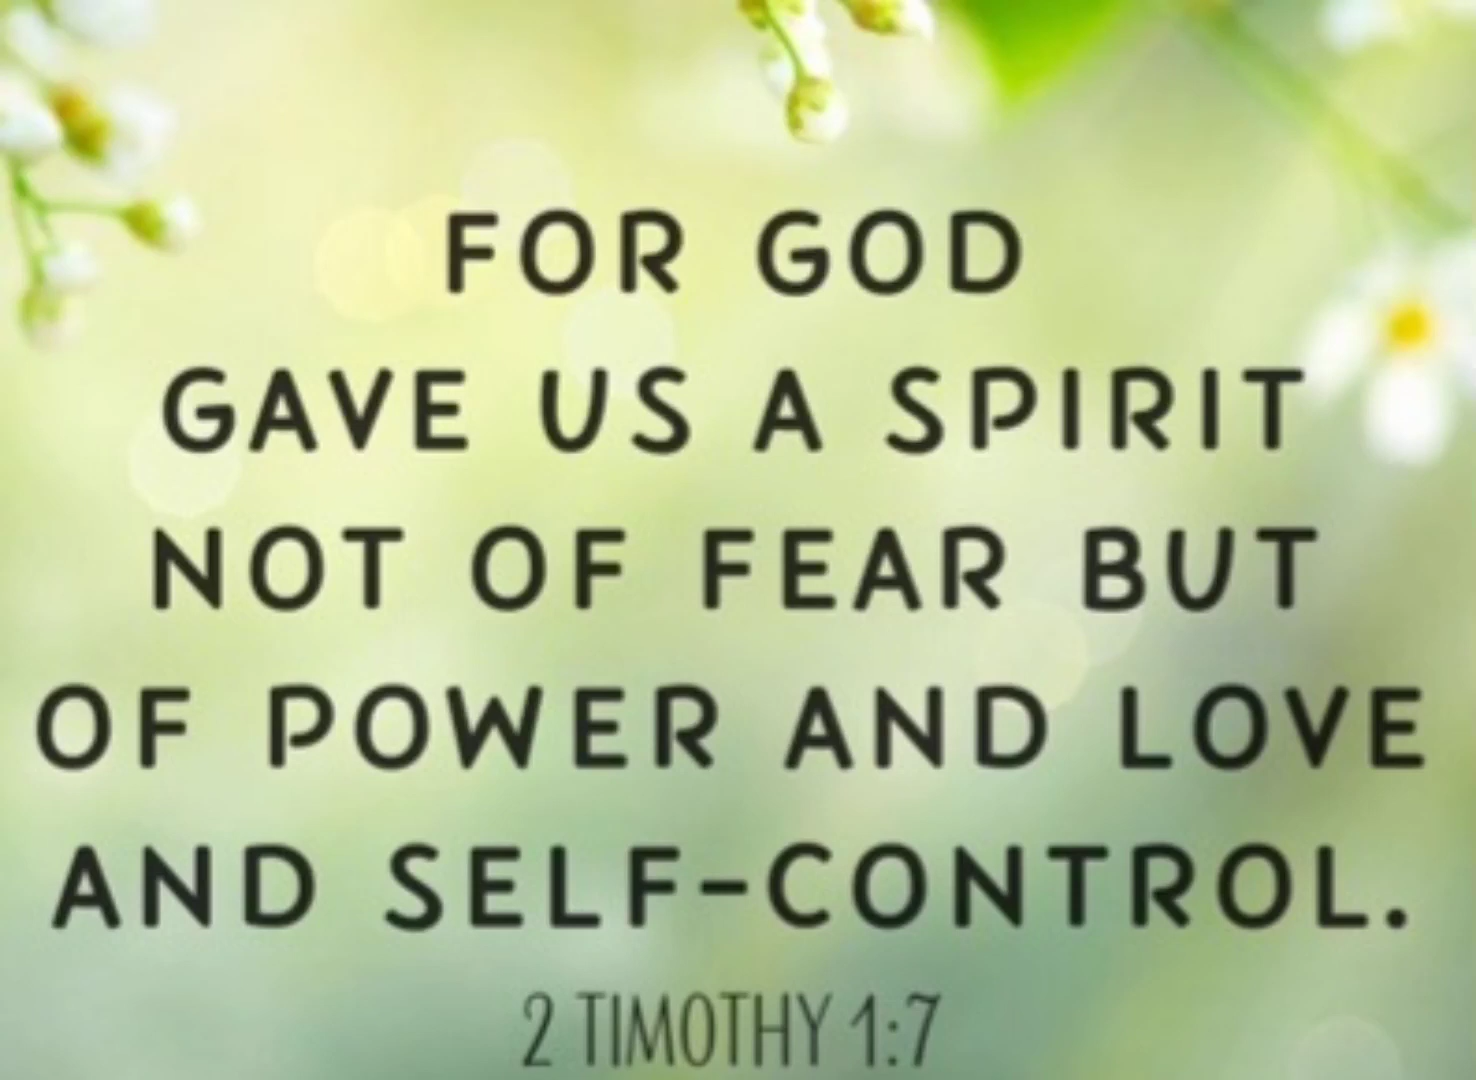 FOR GOD
GAVE US A SPIRIT
NOT OF FEAR BUT
OF POWER AND LOVE
AND SELF-CONTROL.
2 TIMOTHY 1:7